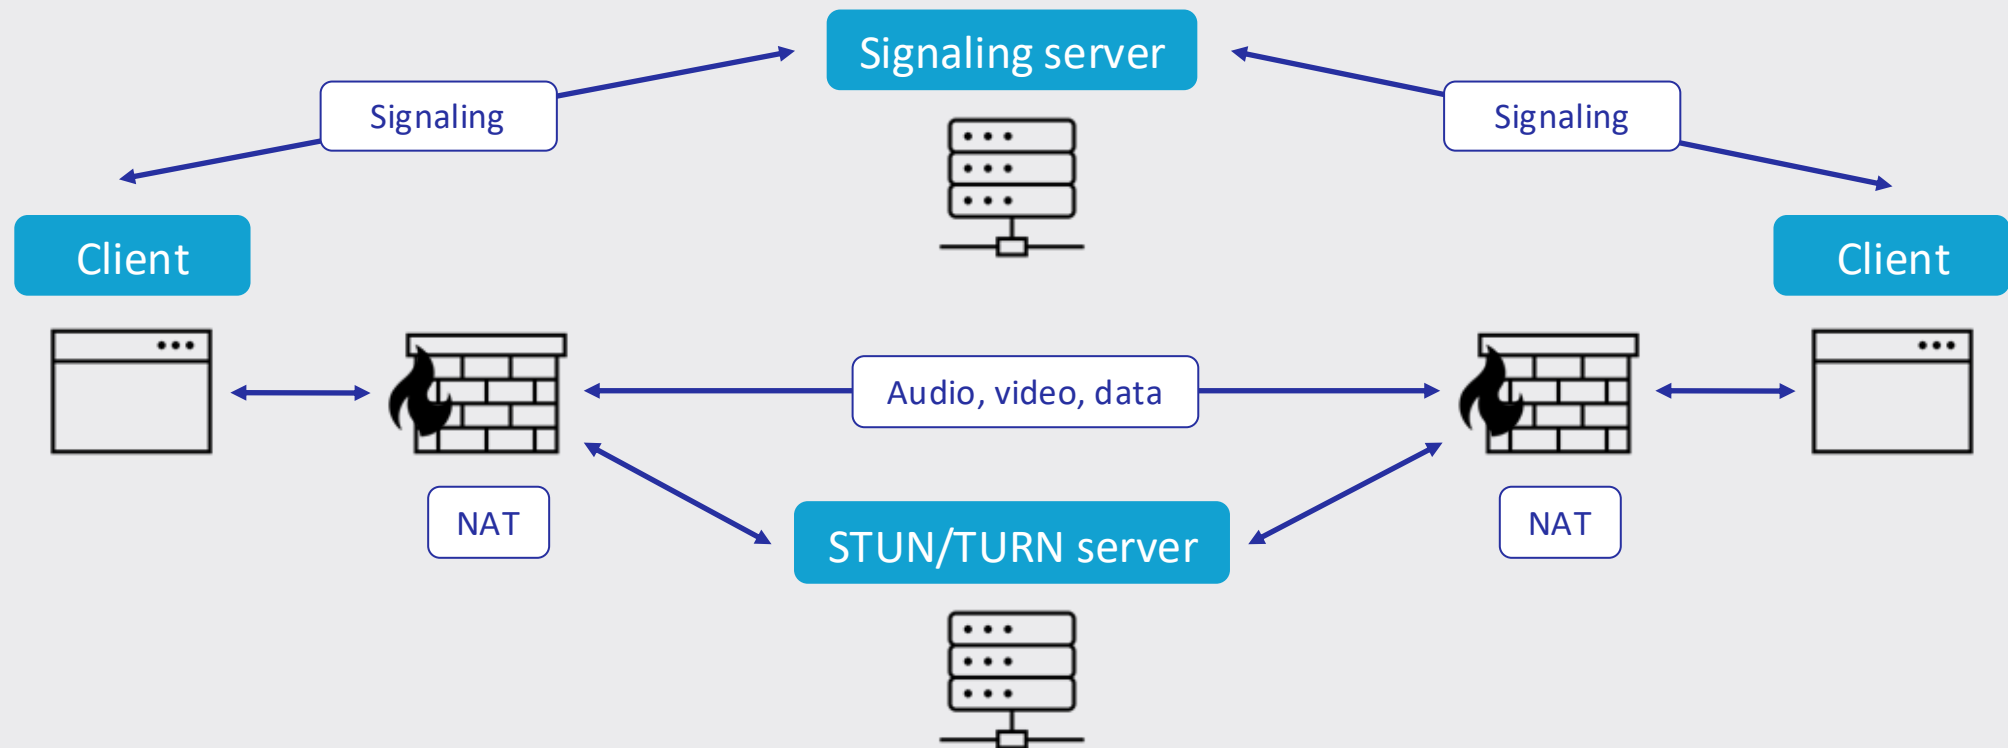 Signaling server
Signaling
Signaling
Client
Client
Audio, video, data
NAT
NAT
STUN/TURN server